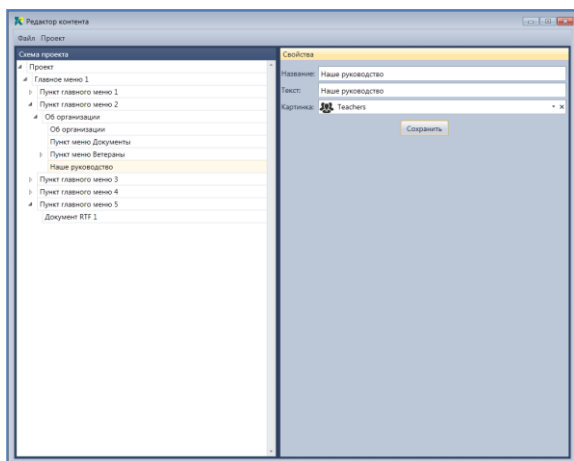 Редактор контента
Файл Проект
Схема проекта
Проект
Главное меню 1
Пункт главного меню 1
Пункт главного меню 2
Об организации
Об организации
Пункт меню Документы
Пункт меню Ветераны
Наше руководство
Пункт главного меню 3
Пункт главного меню 4
Пункт главного меню 5
Документ RTF 1
Свойства
Название: Наше руководство
Текст: Наше руководство
Картинка: Teachers
Сохранить